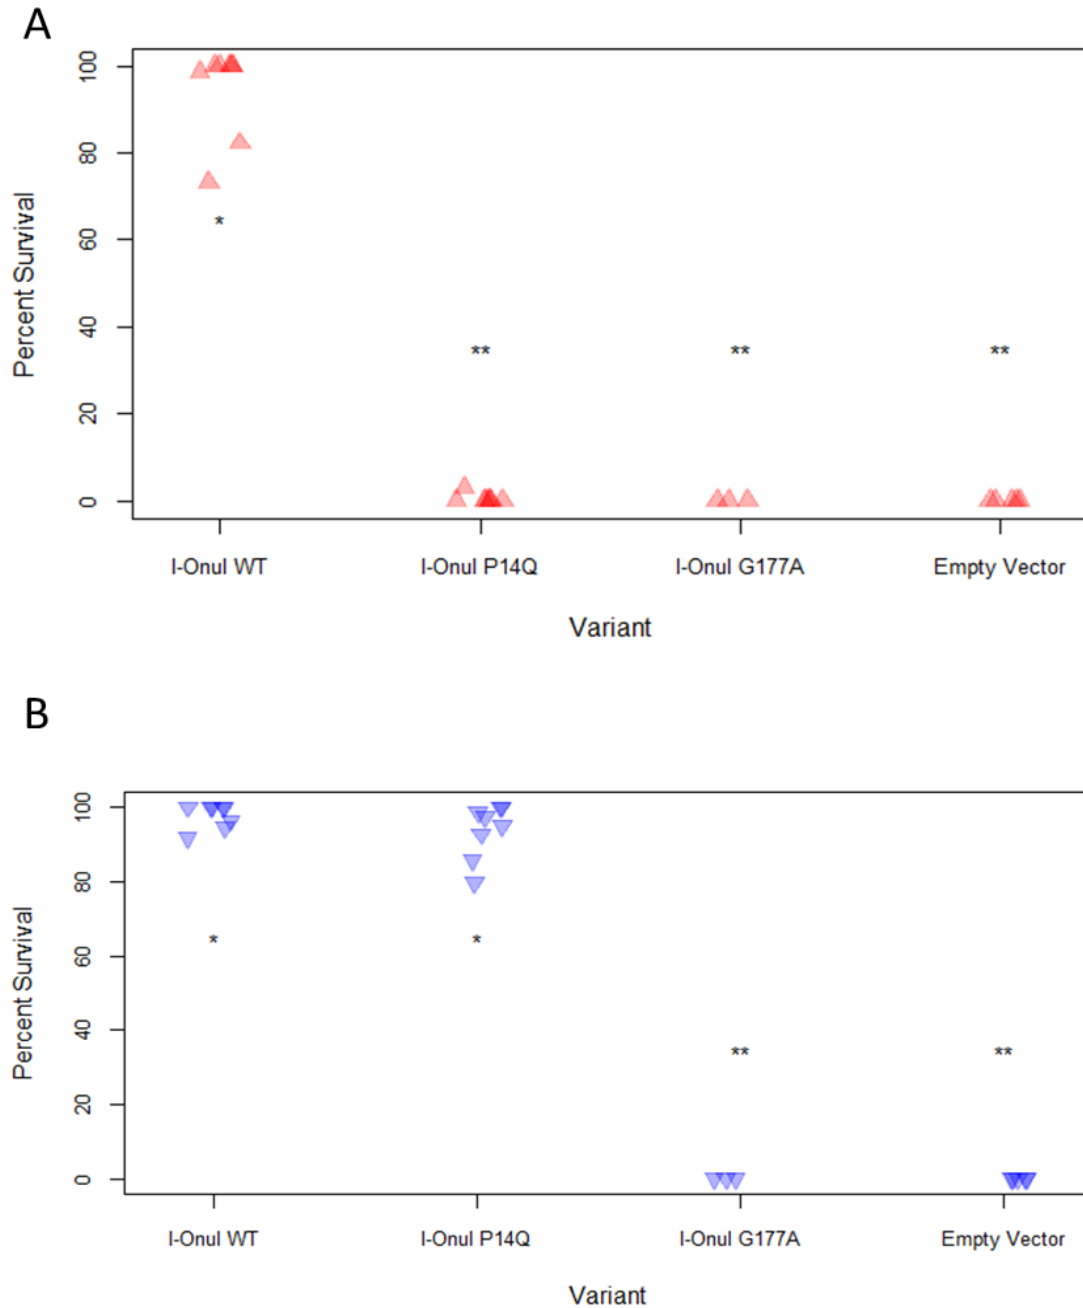 A
Percent Survival
100
80
60
40
20
0
*
**
**
**
I-OnuI WT
I-OnuI P14Q
I-OnuI G177A
Empty Vector
Variant
B
Percent Survival
100
80
60
40
20
0
*
*
**
**
I-OnuI WT
I-OnuI P14Q
I-OnuI G177A
Empty Vector
Variant